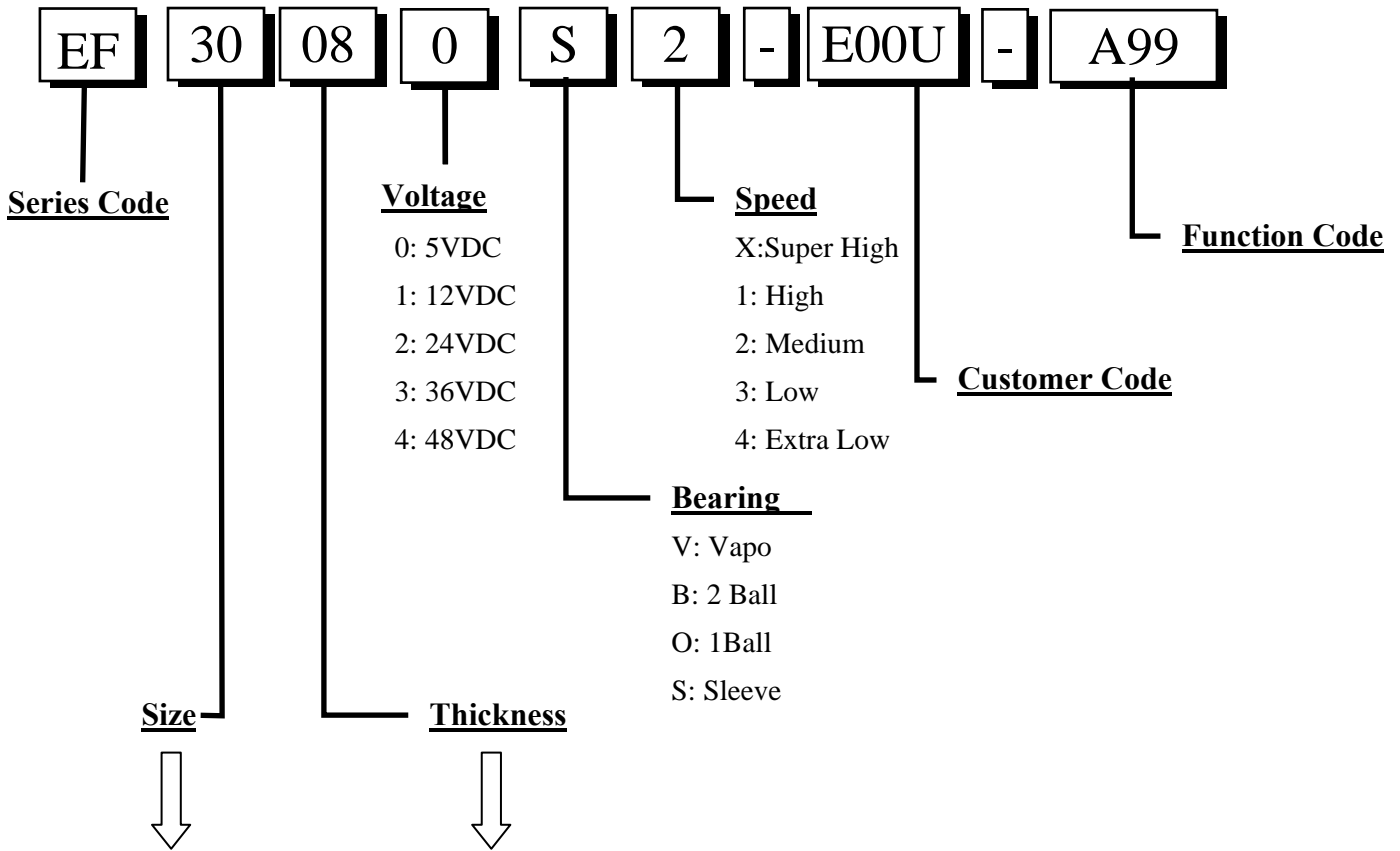 EF 30 08 0 S 2 - E00U - A99
Series Code
Voltage
0: 5VDC
1: 12VDC
2: 24VDC
3: 36VDC
4: 48VDC
Speed
X:Super High
1: High
2: Medium
3: Low
4: Extra Low
Function Code
Customer Code
Bearing
V: Vapo
B: 2 Ball
O: 1Ball
S: Sleeve
Size
Thickness